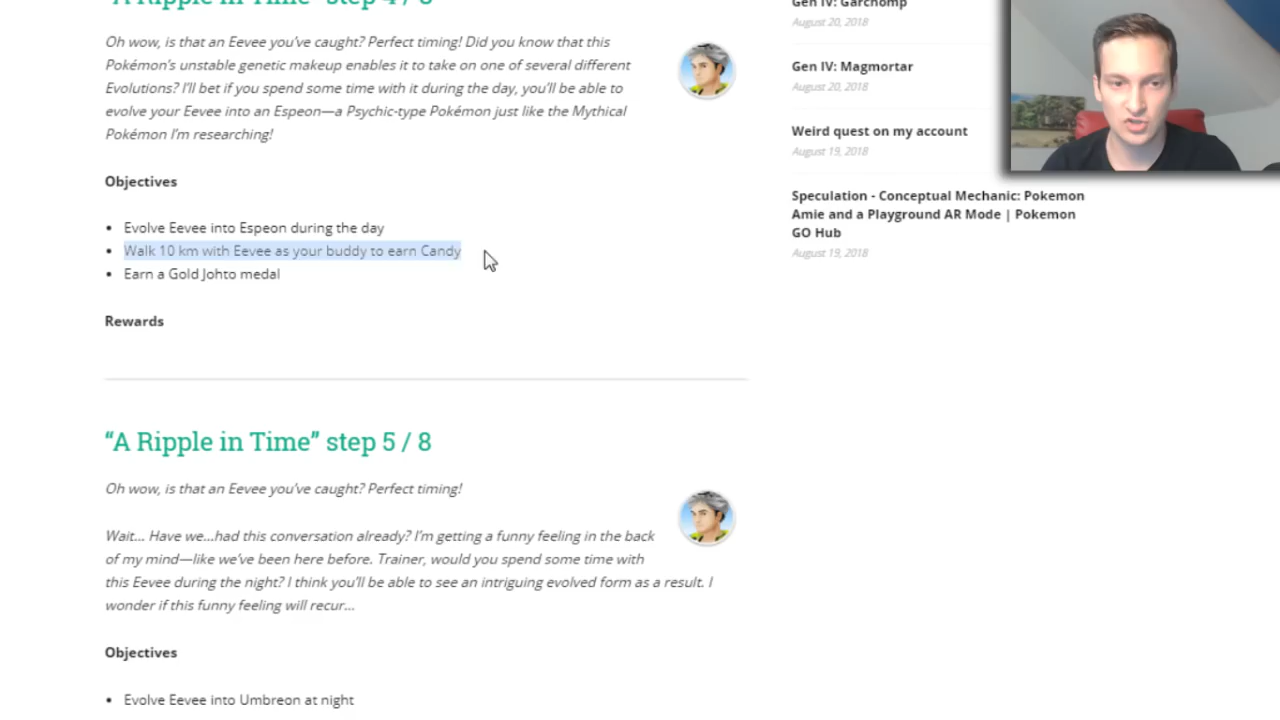 “A Ripple in Time” step 4 / 8
Oh wow, is that an Eevee you’ve caught? Perfect timing! Did you know that this
Pokémon’s unstable genetic makeup enables it to take on one of several different
Evolutions? I’ll bet if you spend some time with it during the day, you’ll be able to
evolve your Eevee into an Espeon—a Psychic-type Pokémon just like the Mythical
Pokémon I’m researching!
Objectives
• Evolve Eevee into Espeon during the day
• Walk 10 km with Eevee as your buddy to earn Candy
• Earn a Gold Johto medal
Rewards
“A Ripple in Time” step 5 / 8
Oh wow, is that an Eevee you’ve caught? Perfect timing!
Wait... Have we...had this conversation already? I’m getting a funny feeling in the back
of my mind—like we’ve been here before. Trainer, would you spend some time with
this Eevee during the night? I think you’ll be able to see an intriguing evolved form as a result. I
wonder if this funny feeling will recur...
Objectives
• Evolve Eevee into Umbreon at night
Gen IV: Garchomp
August 20, 2018
Gen IV: Magmortar
August 20, 2018
Weird quest on my account
August 19, 2018
Speculation - Conceptual Mechanic: Pokemon
Amie and a Playground AR Mode | Pokemon
GO Hub
August 19, 2018